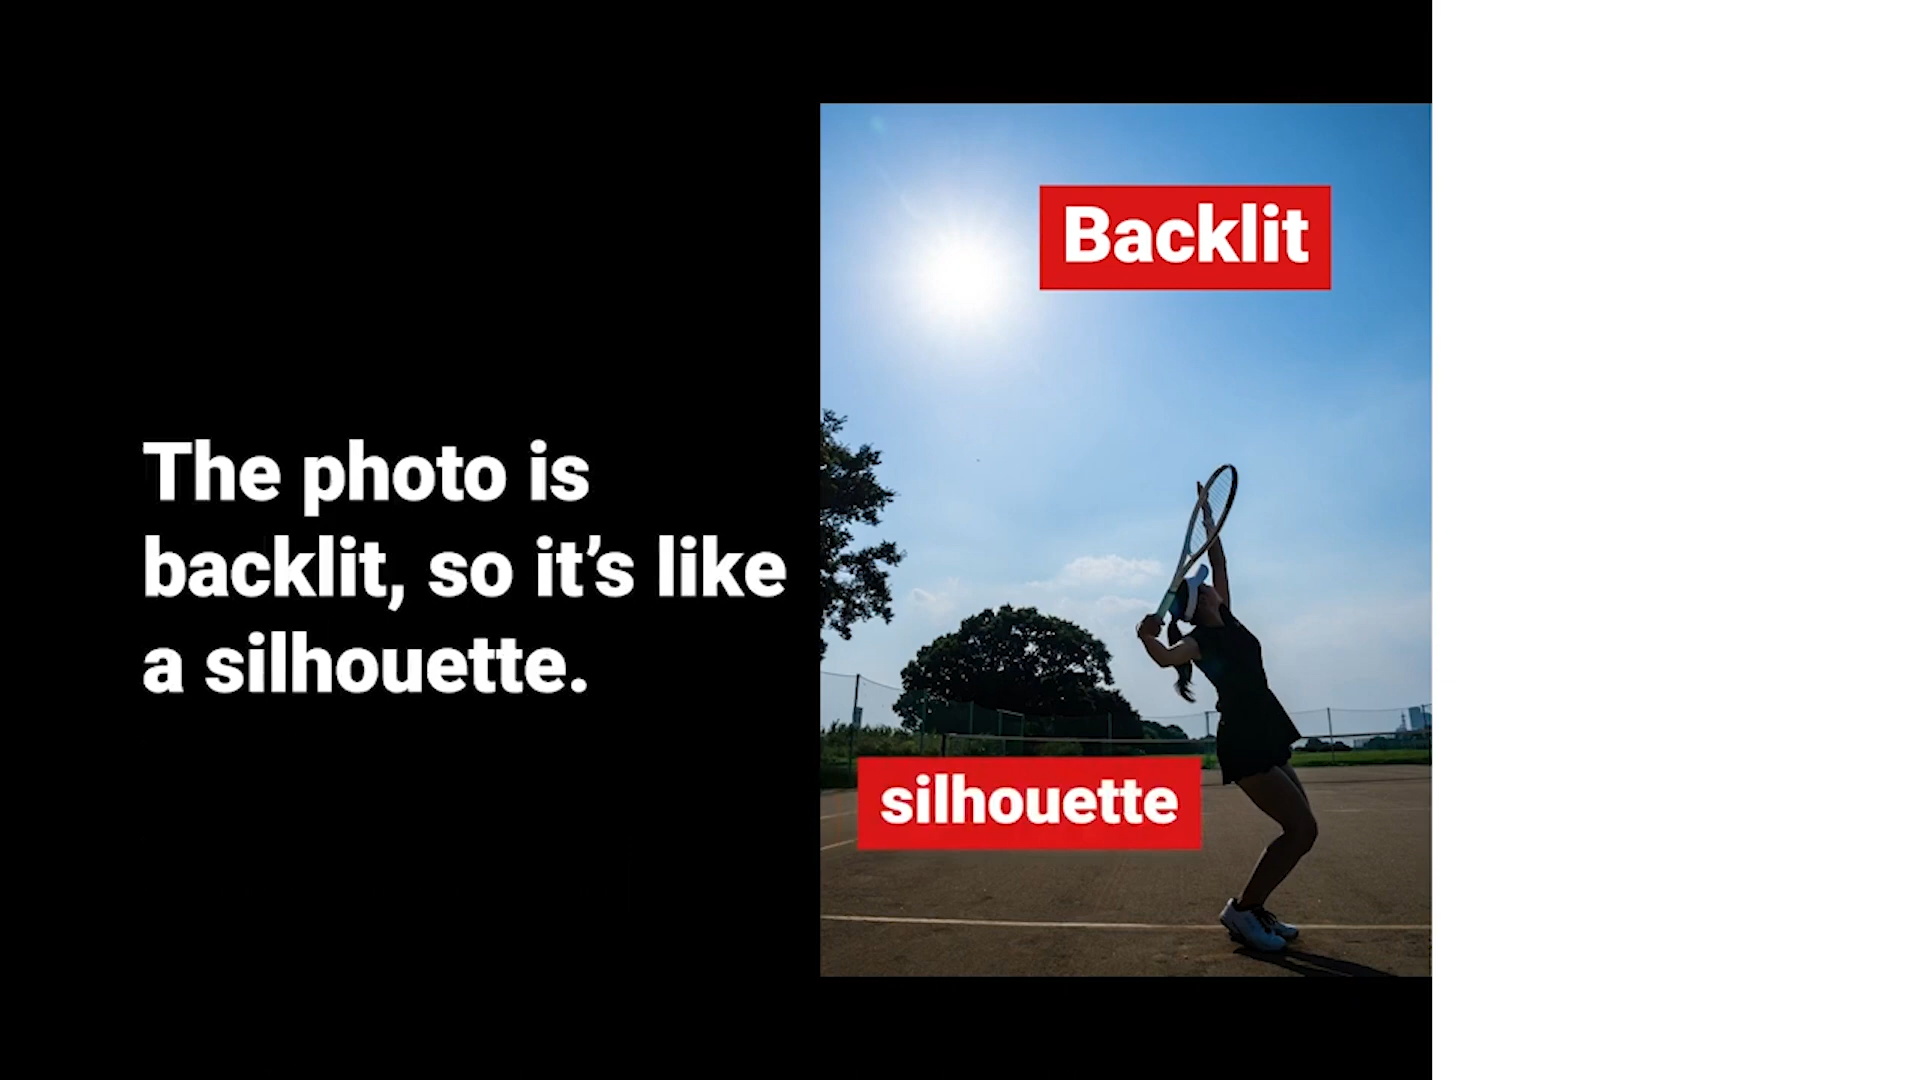 The photo is
backlit, so it’s like
a silhouette.
Backlit
silhouette